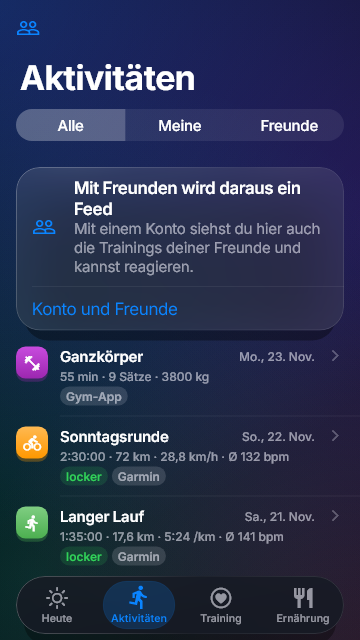 Aktivitäten
Alle
Meine
Freunde
Mit Freunden wird daraus ein
Feed
Mit einem Konto siehst du hier auch
die Trainings deiner Freunde und
kannst reagieren.
Konto und Freunde
Ganzkörper
Mo., 23. Nov.
55 min · 9 Sätze · 3800 kg
Gym-App
Sonntagsrunde
So., 22. Nov.
2:30:00 · 72 km · 28,8 km/h · Ø 132 bpm
locker
Garmin
Langer Lauf
Sa., 21. Nov.
1:35:00 · 17,6 km · 5:24 /km · Ø 141 bpm
locker
Garmin
Heute
Aktivitäten
Training
Ernährung